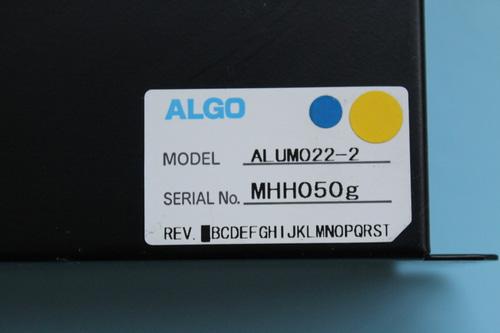 ALGO
MODEL ALUM022-2
SERIAL No. MHH050g
REV. █BCDEFGHIJKLMNOPQRST